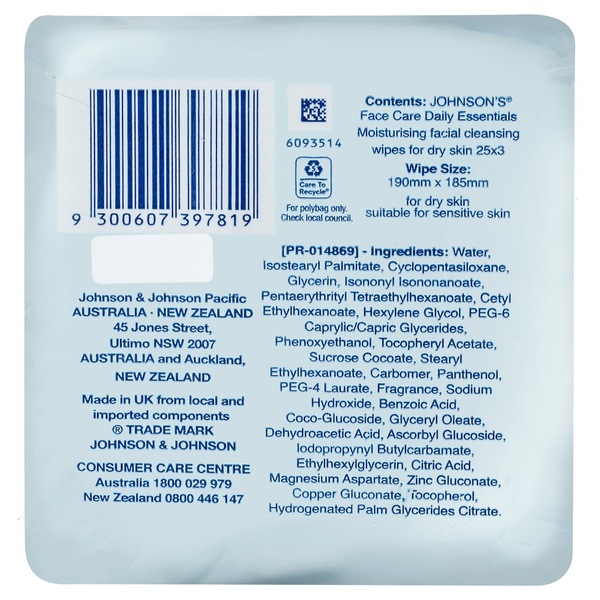 9 300607 397819
6093514
Care To
Recycle®
For polybag only.
Check local council.
Contents: JOHNSON'S®
Face Care Daily Essentials
Moisturising facial cleansing
wipes for dry skin 25x3
Wipe Size:
190mm x 185mm
for dry skin
suitable for sensitive skin
Johnson & Johnson Pacific
AUSTRALIA · NEW ZEALAND
45 Jones Street,
Ultimo NSW 2007
AUSTRALIA and Auckland,
NEW ZEALAND
Made in UK from local and
imported components
® TRADE MARK
JOHNSON & JOHNSON
CONSUMER CARE CENTRE
Australia 1800 029 979
New Zealand 0800 446 147
[PR-014869] - Ingredients: Water,
Isostearyl Palmitate, Cyclopentasiloxane,
Glycerin, Isononyl Isononanoate,
Pentaerythrityl Tetraethylhexanoate, Cetyl
Ethylhexanoate, Hexylene Glycol, PEG-6
Caprylic/Capric Glycerides,
Phenoxyethanol, Tocopheryl Acetate,
Sucrose Cocoate, Stearyl
Ethylhexanoate, Carbomer, Panthenol,
PEG-4 Laurate, Fragrance, Sodium
Hydroxide, Benzoic Acid,
Coco-Glucoside, Glyceryl Oleate,
Dehydroacetic Acid, Ascorbyl Glucoside,
Iodopropynyl Butylcarbamate,
Ethylhexylglycerin, Citric Acid,
Magnesium Aspartate, Zinc Gluconate,
Copper Gluconate, Tocopherol,
Hydrogenated Palm Glycerides Citrate.